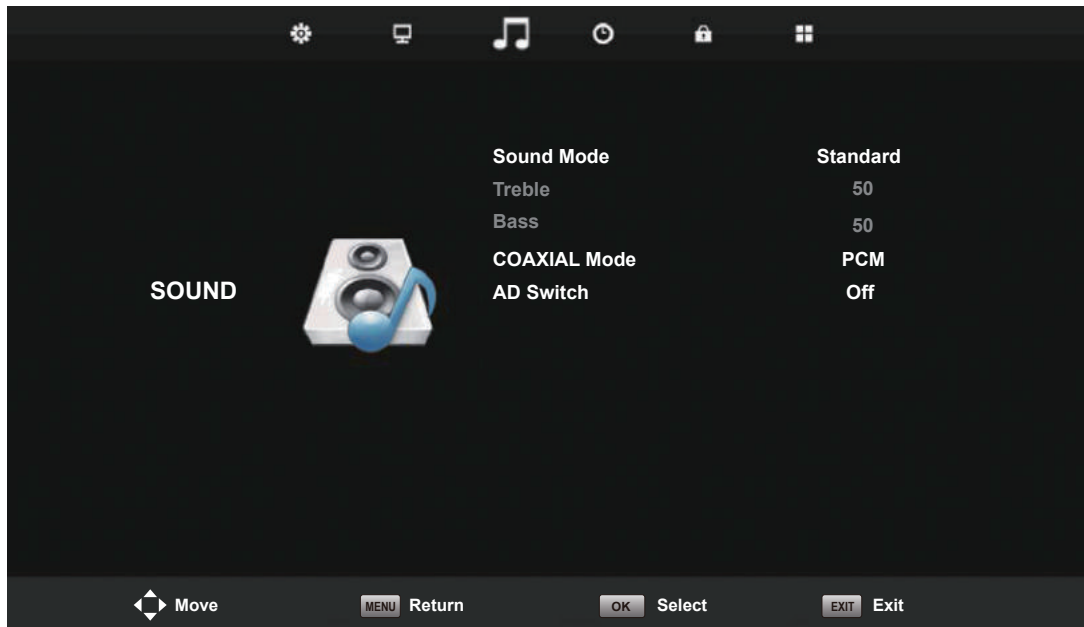 Sound Mode Standard
Treble 50
Bass 50
COAXIAL Mode PCM
SOUND
AD Switch Off
Move MENU Return OK Select EXIT Exit